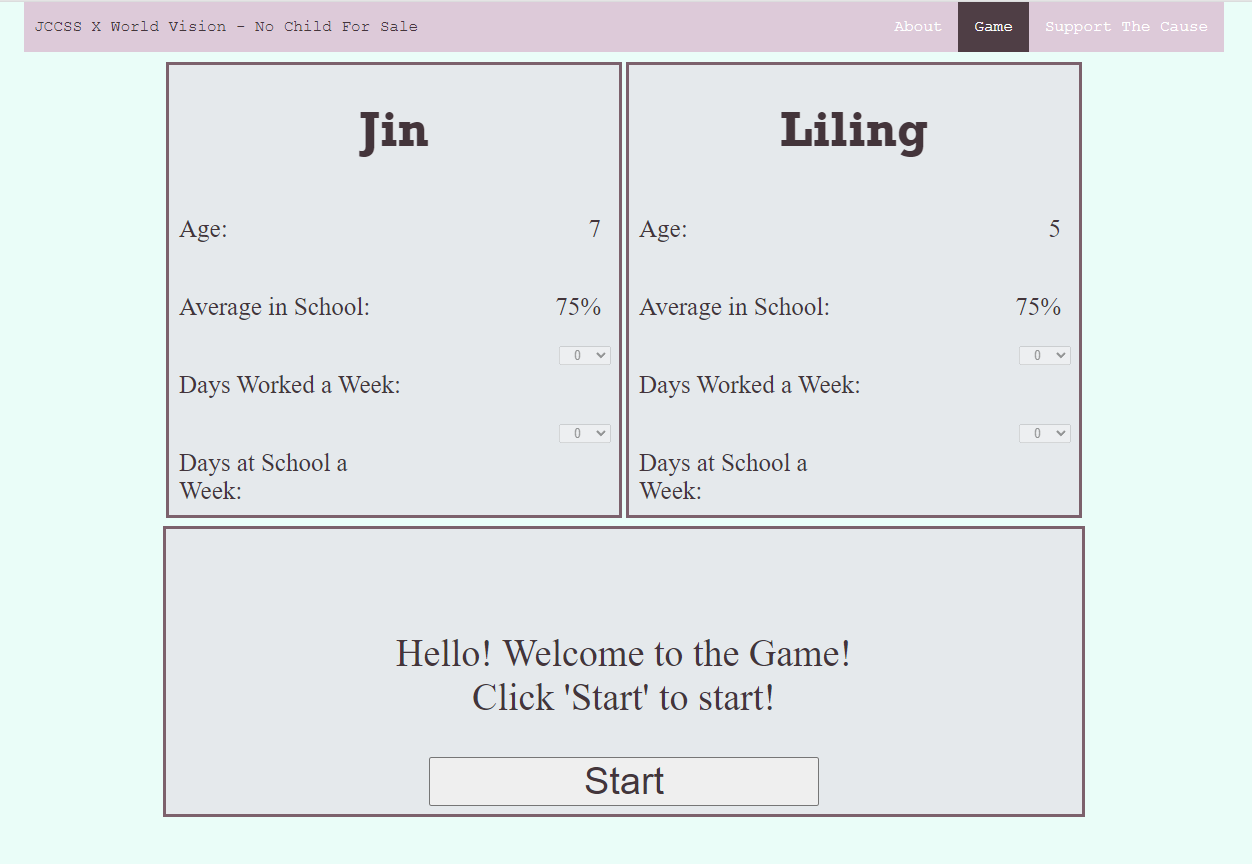 JCCSS X World Vision - No Child For Sale
About
Game
Support The Cause
Jin
Age:
7
Average in School:
75%
0
Days Worked a Week:
0
Days at School a
Week:
Liling
Age:
5
Average in School:
75%
0
Days Worked a Week:
0
Days at School a
Week:
Hello! Welcome to the Game!
Click 'Start' to start!
Start